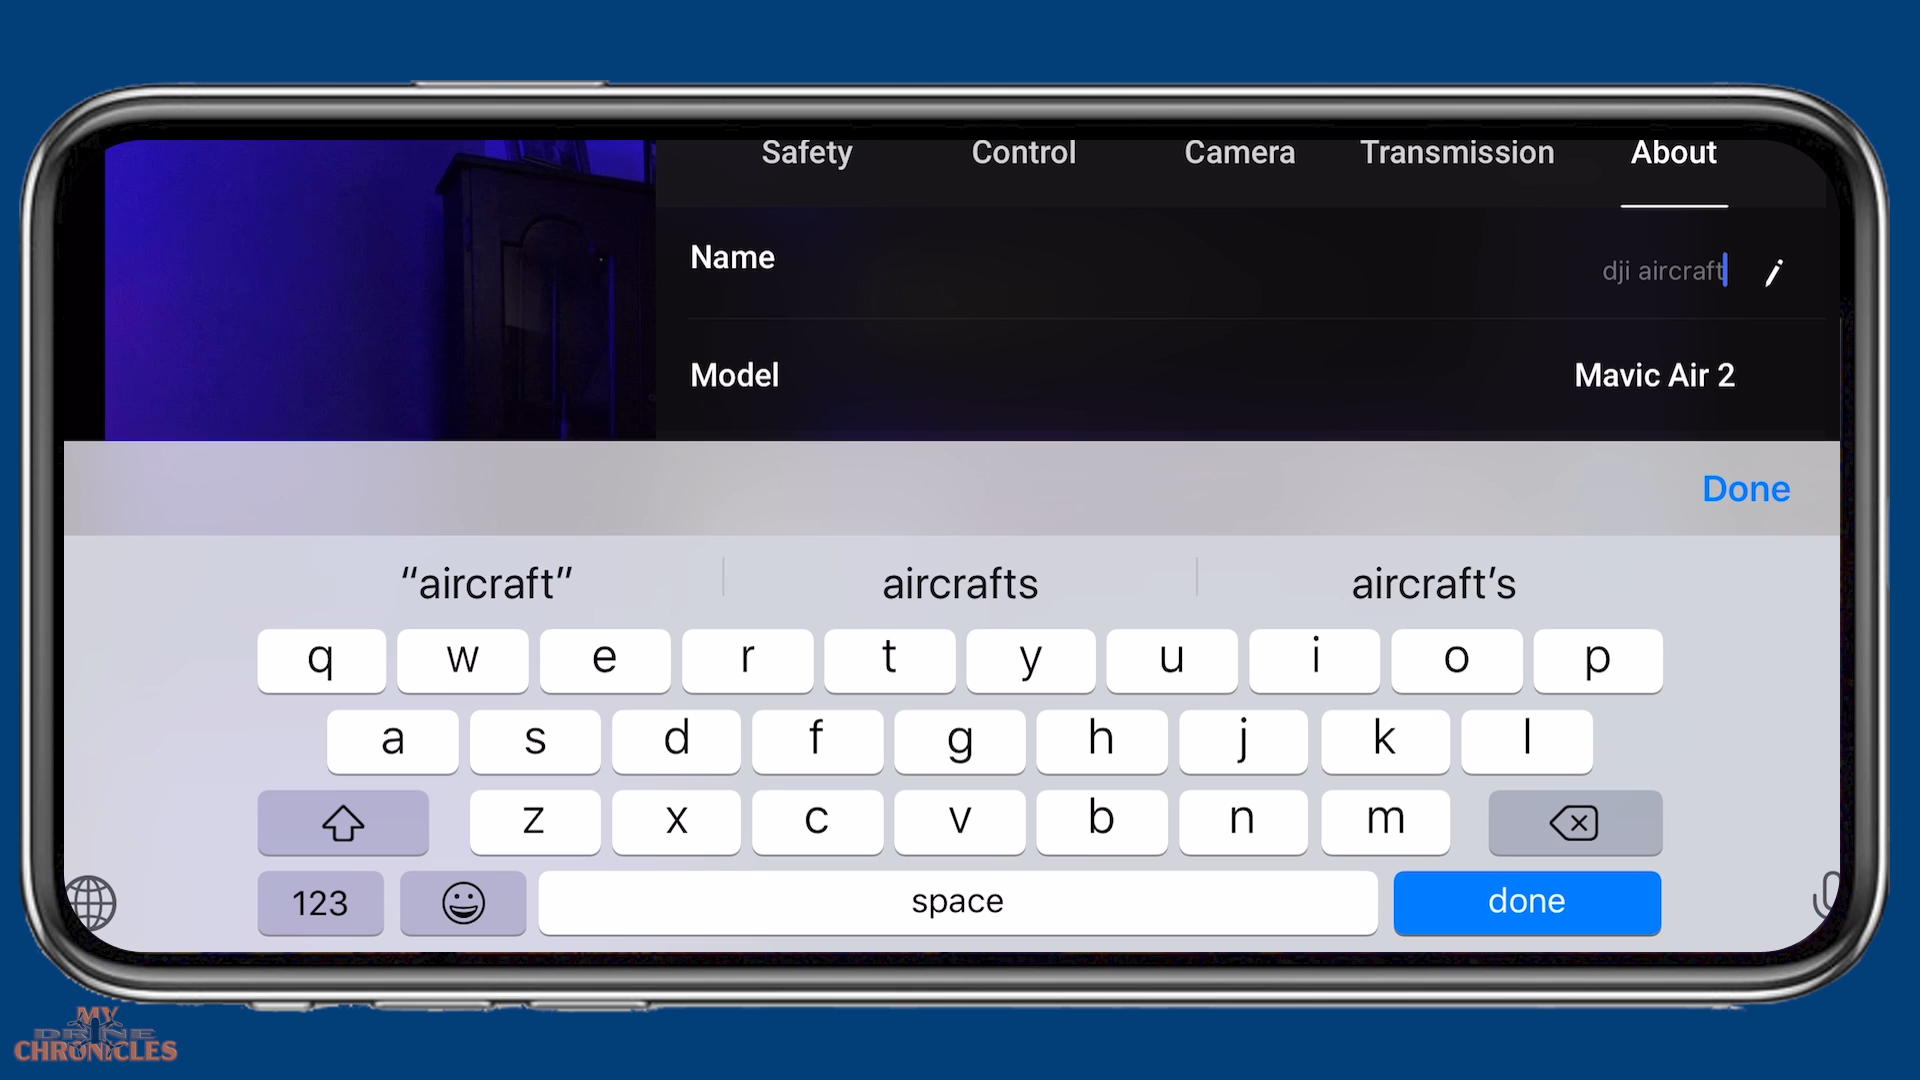 Safety Control Camera Transmission About
Name dji aircraft
Model Mavic Air 2
Done
“aircraft” aircrafts aircraft’s
q w e r t y u i o p
a s d f g h j k l
z x c v b n m
123 space done
MY
DRONE
CHRONICLES